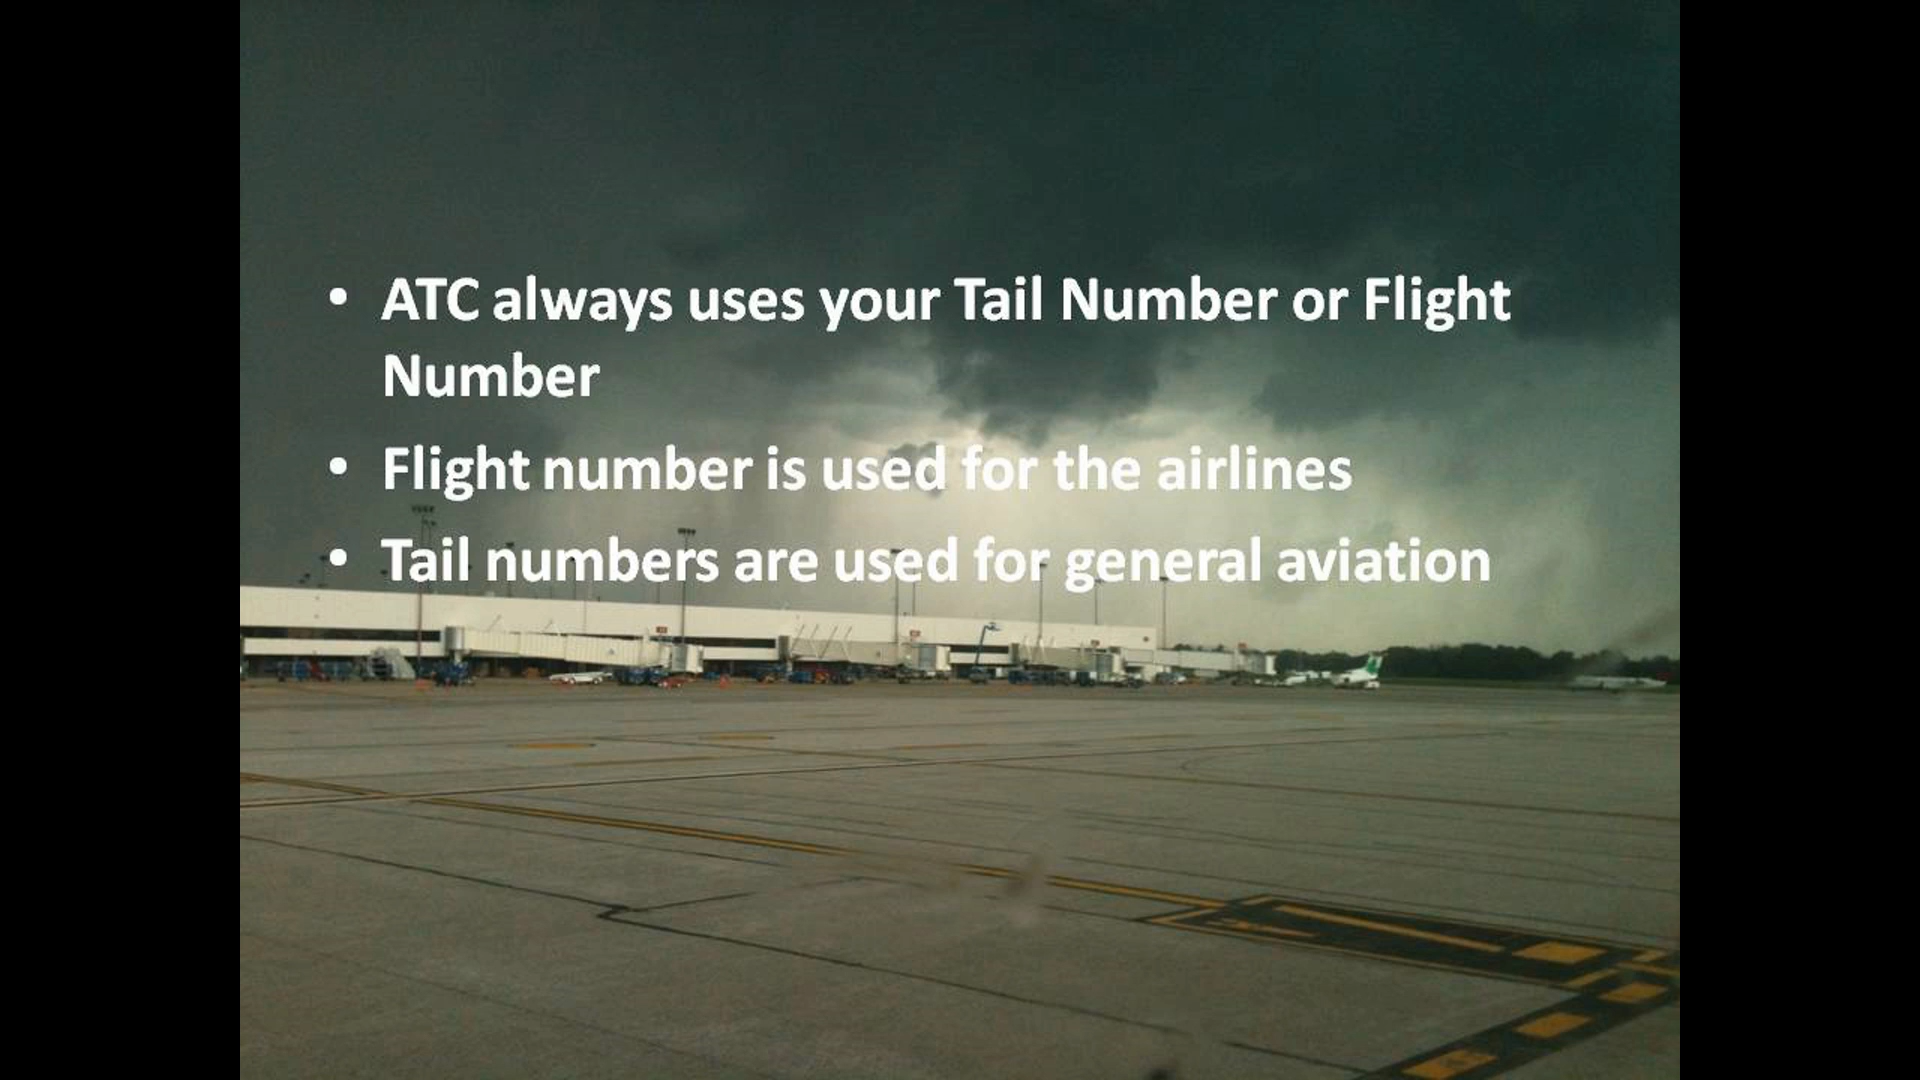 • ATC always uses your Tail Number or Flight
Number
• Flight number is used for the airlines
• Tail numbers are used for general aviation